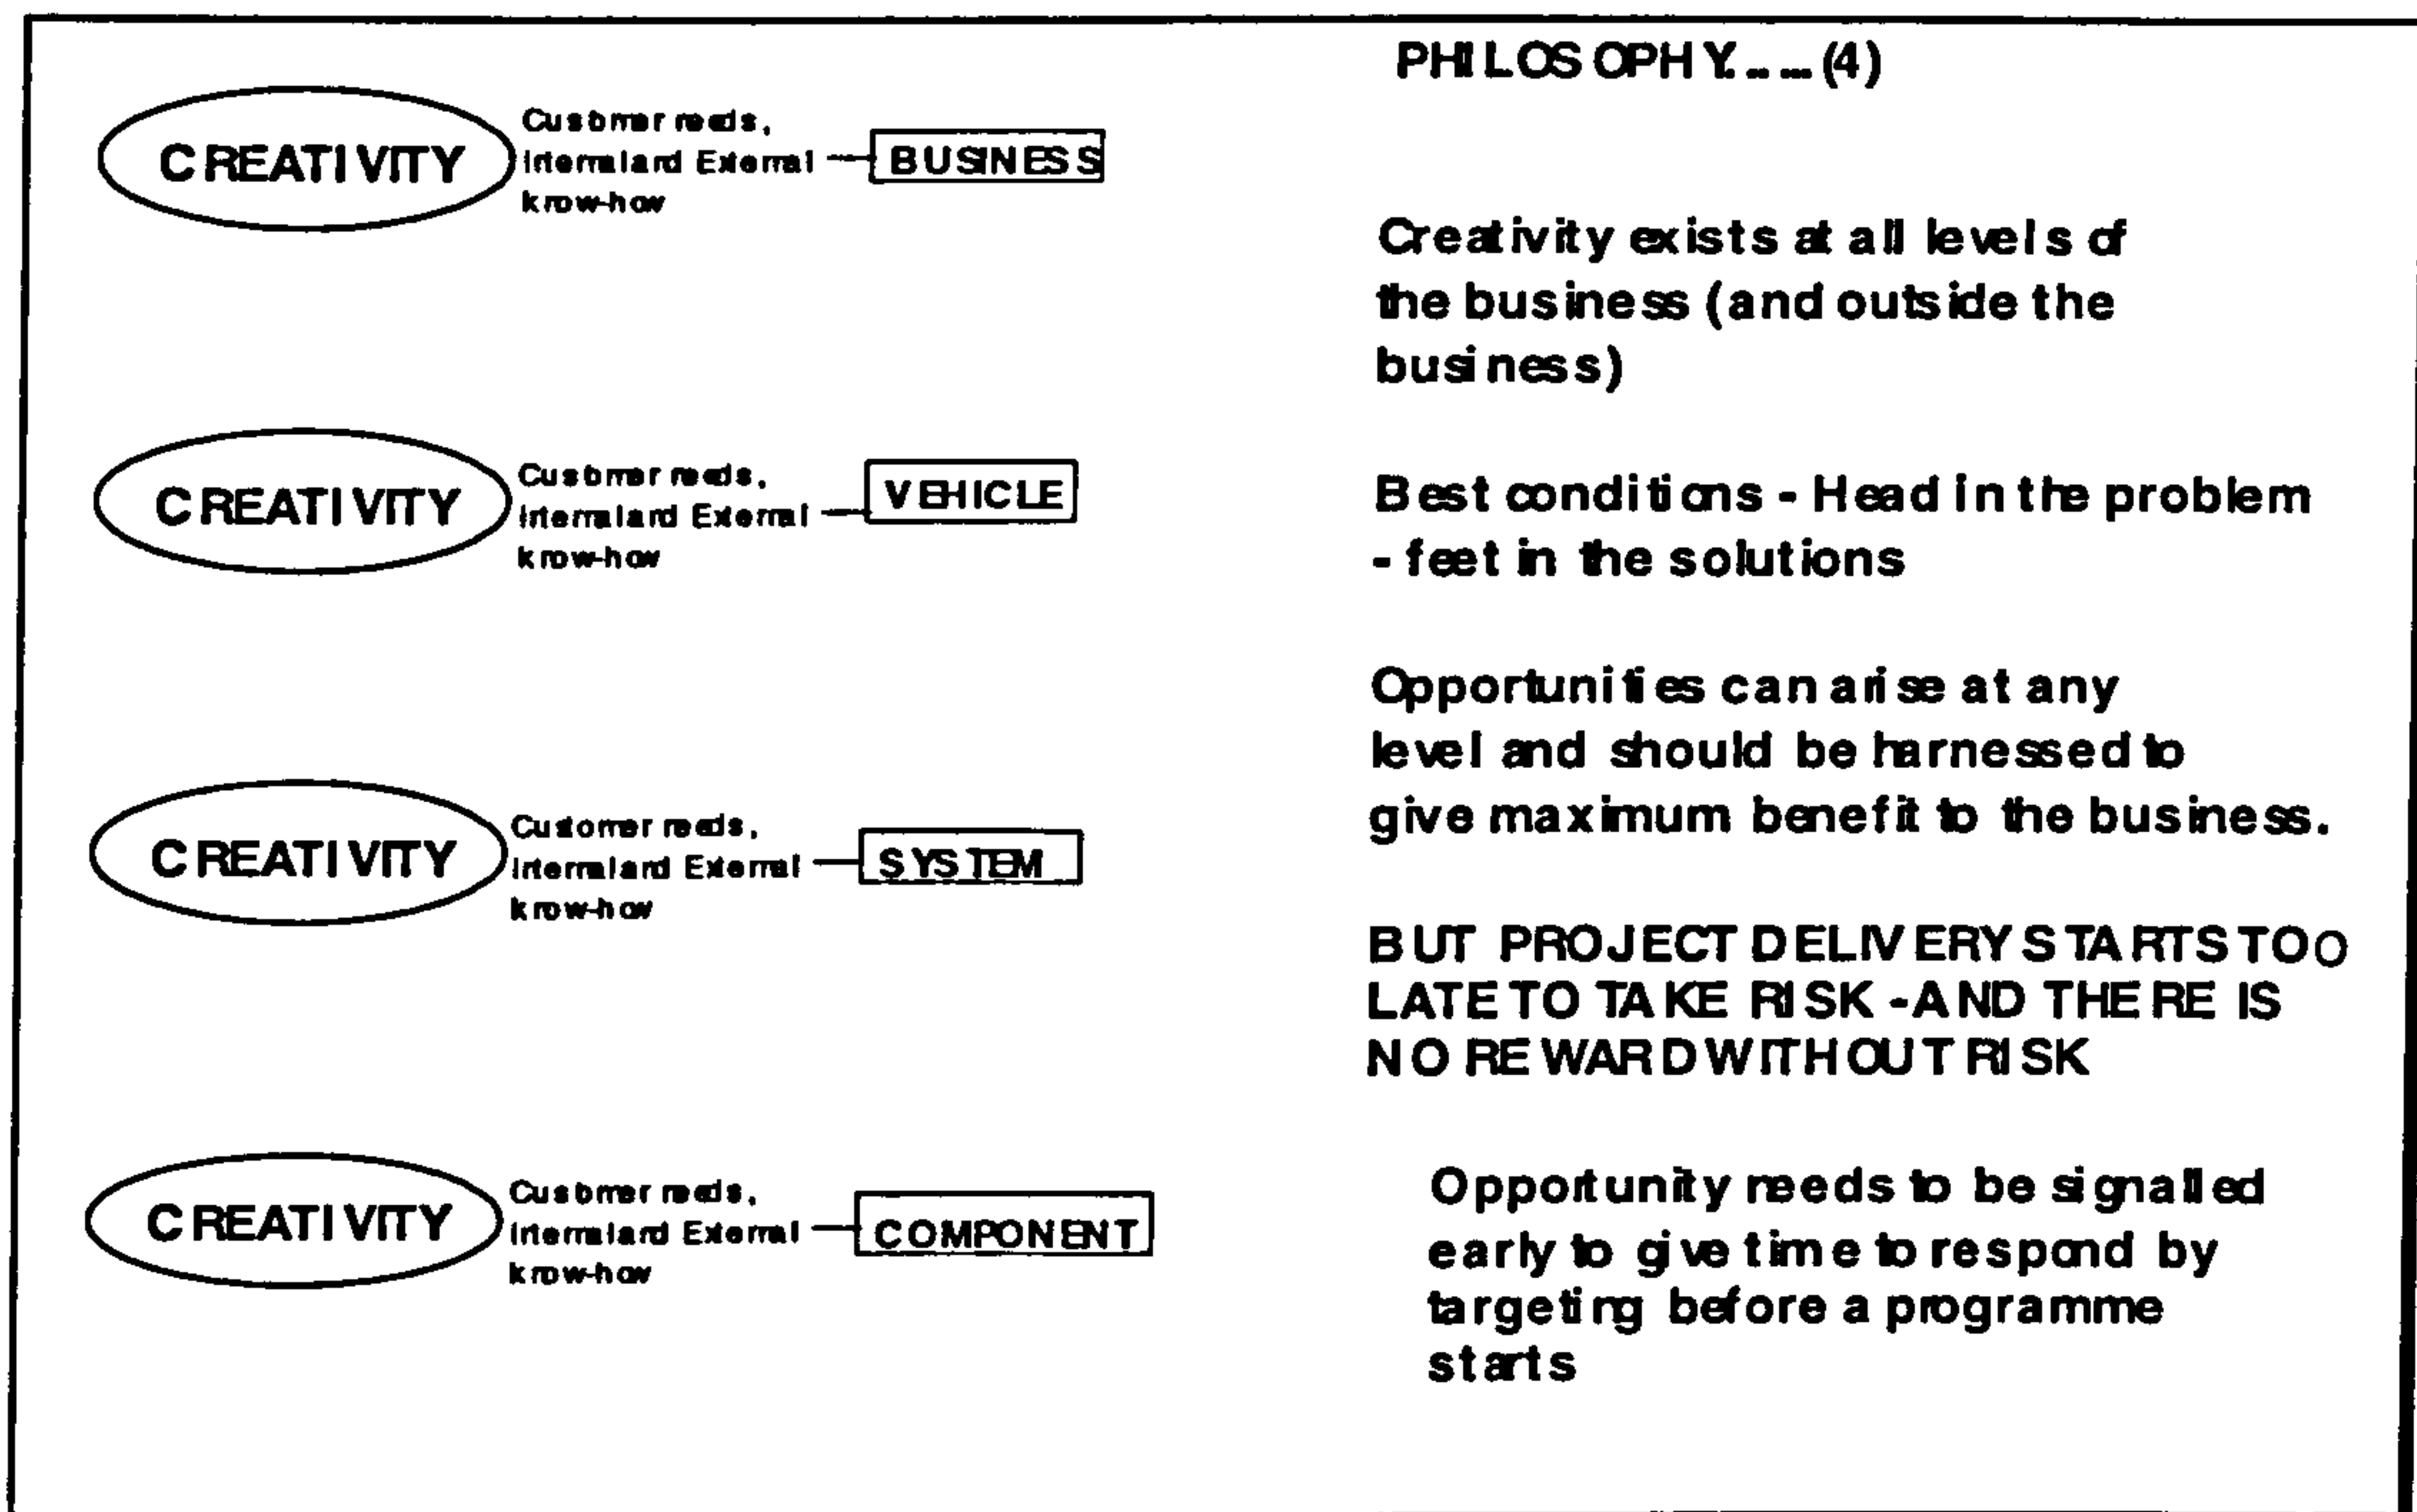 PHILOSOPHY......(4)
CREATIVITY
Customer needs,
Internal and External
know-how
BUSINESS
Creativity exists at all levels of
the business (and outside the
business)
CREATIVITY
Customer needs,
Internal and External
know-how
VEHICLE
Best conditions - Head in the problem
- feet in the solutions
CREATIVITY
Customer needs,
Internal and External
know-how
SYSTEM
Opportunities can arise at any
level and should be harnessed to
give maximum benefit to the business.
BUT PROJECT DELIVERY STARTS TOO
LATE TO TAKE RISK - AND THERE IS
NO REWARD WITHOUT RISK
CREATIVITY
Customer needs,
Internal and External
know-how
COMPONENT
Opportunity needs to be signalled
early to give time to respond by
targeting before a programme
starts